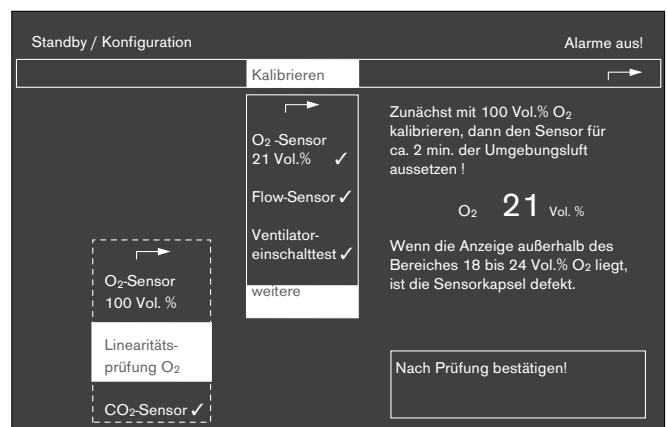 Standby / Konfiguration
Alarme aus!
Kalibrieren
O₂ -Sensor
21 Vol.% ✓
Flow-Sensor ✓
Ventilator-
einschalttest ✓
weitere
O₂-Sensor
100 Vol. %
Linearitäts-
prüfung O₂
CO₂-Sensor ✓
Zunächst mit 100 Vol.% O₂
kalibrieren, dann den Sensor für
ca. 2 min. der Umgebungsluft
aussetzen !
O₂ 21 Vol. %
Wenn die Anzeige außerhalb des
Bereiches 18 bis 24 Vol.% O₂ liegt,
ist die Sensorkapsel defekt.
Nach Prüfung bestätigen!